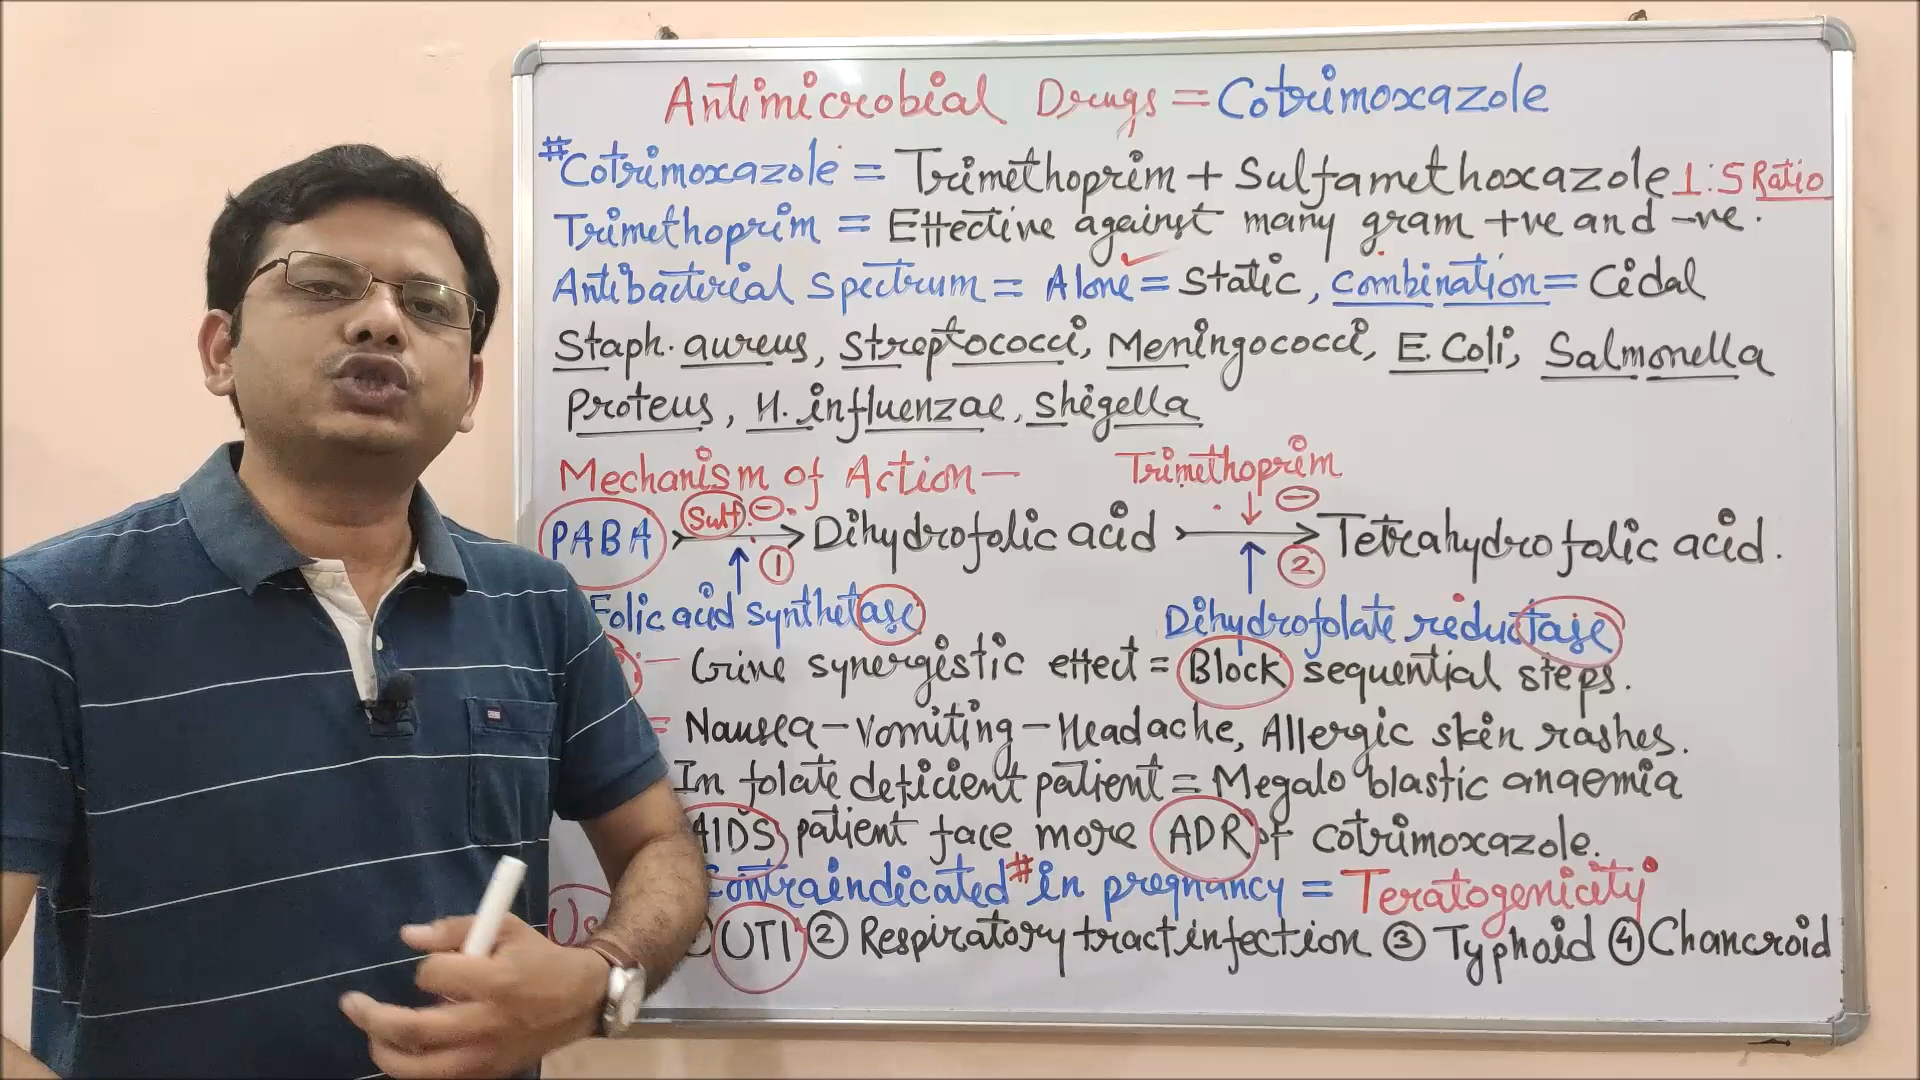 Antimicrobial Drugs = Cotrimoxazole
# Cotrimoxazole = Trimethoprim + Sulfamethoxazole 1:5 Ratio
Trimethoprim = Effective against many gram +ve and -ve.
Antibacterial Spectrum = Alone = Static, Combination = Cidal
Staph. aureus, Streptococci, Meningococci, E. Coli, Salmonella
Proteus, H. influenzae, Shigella
Mechanism of Action — Trimethoprim
PABA Sulf. ⊖ → Dihydrofolic acid ↓ ⊖ → Tetrahydrofolic acid.
↑ ① ↑ ②
Folic acid synthetase Dihydrofolate reductase
— Give synergistic effect = Block sequential steps.
= Nausea - Vomiting - Headache, Allergic skin rashes.
In folate deficient patient = Megaloblastic anaemia
AIDS patient face more ADR of cotrimoxazole.
Contraindicated # in pregnancy = Teratogenicity
UTI ② Respiratory tract infection ③ Typhoid ④ Chancroid